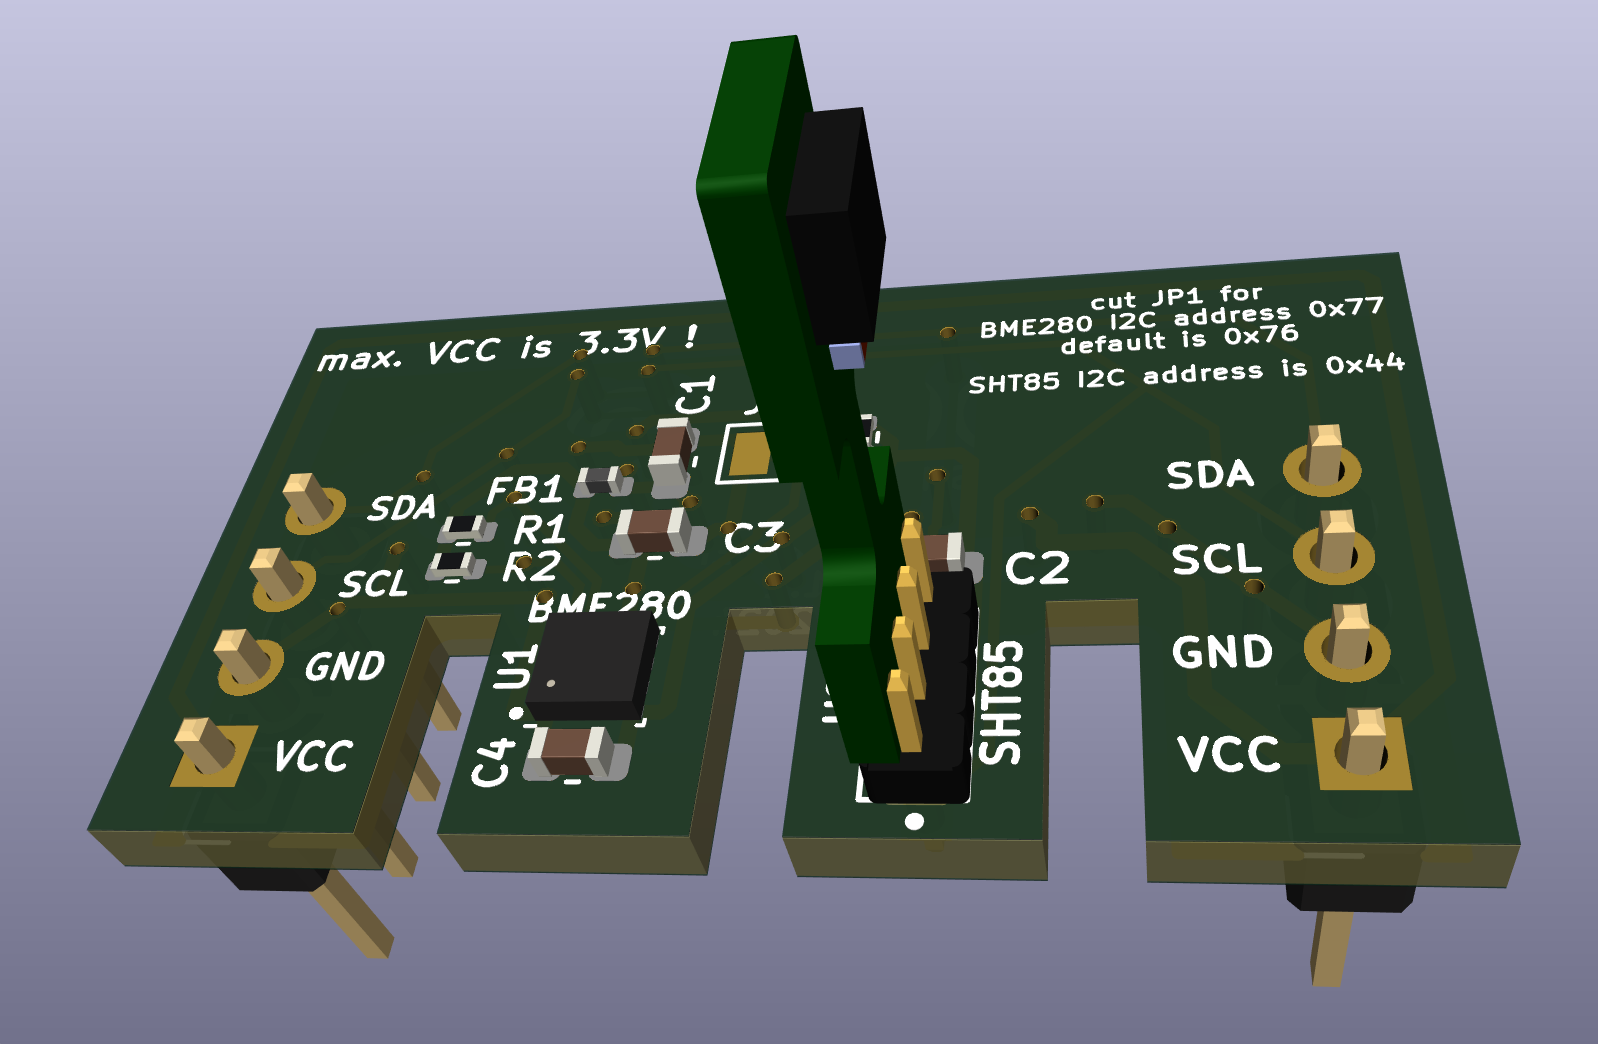 max. VCC is 3.3V !
cut JP1 for
BME280 I2C address 0x77
default is 0x76
SHT85 I2C address is 0x44
C1
SDA
FB1
R1
C3
SCL
R2
C2
GND
BME280
U1
VCC
C4
SHT85
SDA
SCL
GND
VCC